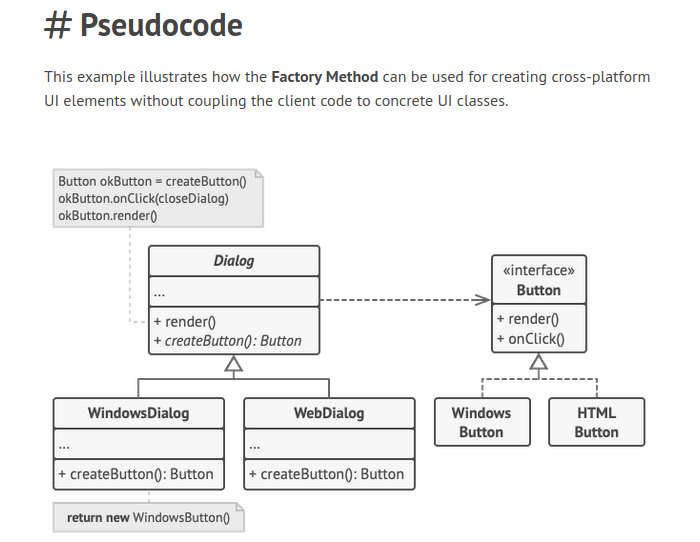 # Pseudocode
This example illustrates how the Factory Method can be used for creating cross-platform
UI elements without coupling the client code to concrete UI classes.
Button okButton = createButton()
okButton.onClick(closeDialog)
okButton.render()
Dialog
...
+ render()
+ createButton(): Button
«interface»
Button
+ render()
+ onClick()
WindowsDialog
...
+ createButton(): Button
return new WindowsButton()
WebDialog
...
+ createButton(): Button
Windows
Button
HTML
Button